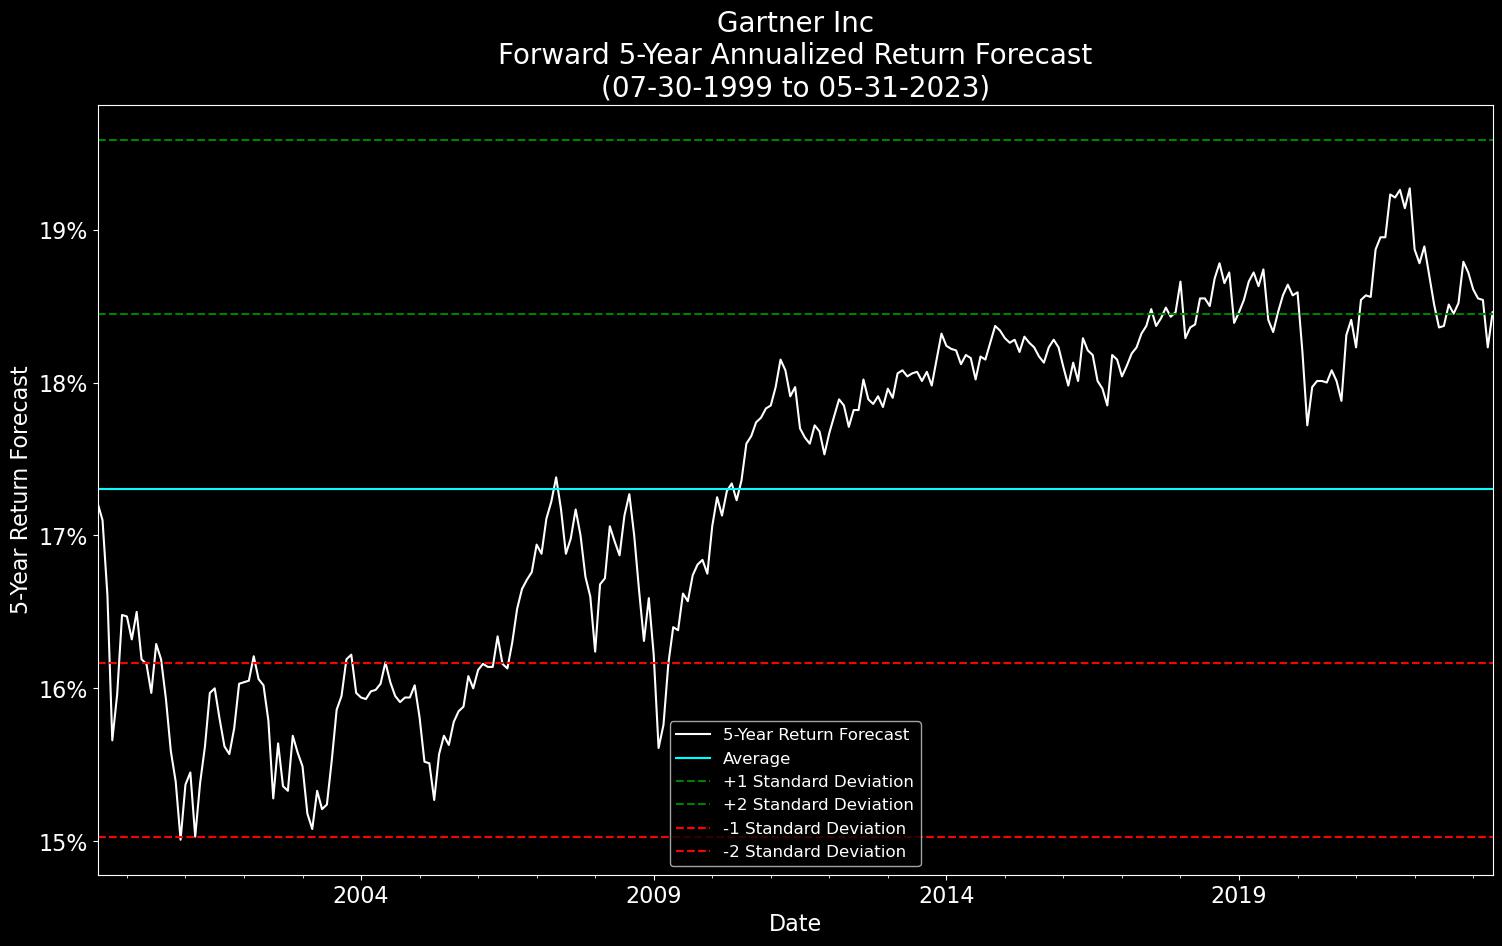 Gartner Inc
Forward 5-Year Annualized Return Forecast
(07-30-1999 to 05-31-2023)
19%
18%
17%
16%
15%
5-Year Return Forecast
5-Year Return Forecast
Average
+1 Standard Deviation
+2 Standard Deviation
-1 Standard Deviation
-2 Standard Deviation
2004 2009 2014 2019
Date